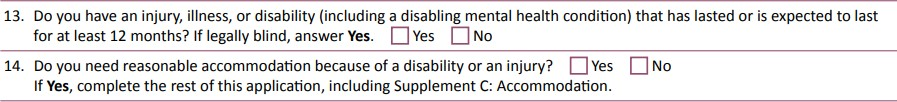 13. Do you have an injury, illness, or disability (including a disabling mental health condition) that has lasted or is expected to last
for at least 12 months? If legally blind, answer Yes. Yes No
14. Do you need reasonable accommodation because of a disability or an injury? Yes No
If Yes, complete the rest of this application, including Supplement C: Accommodation.